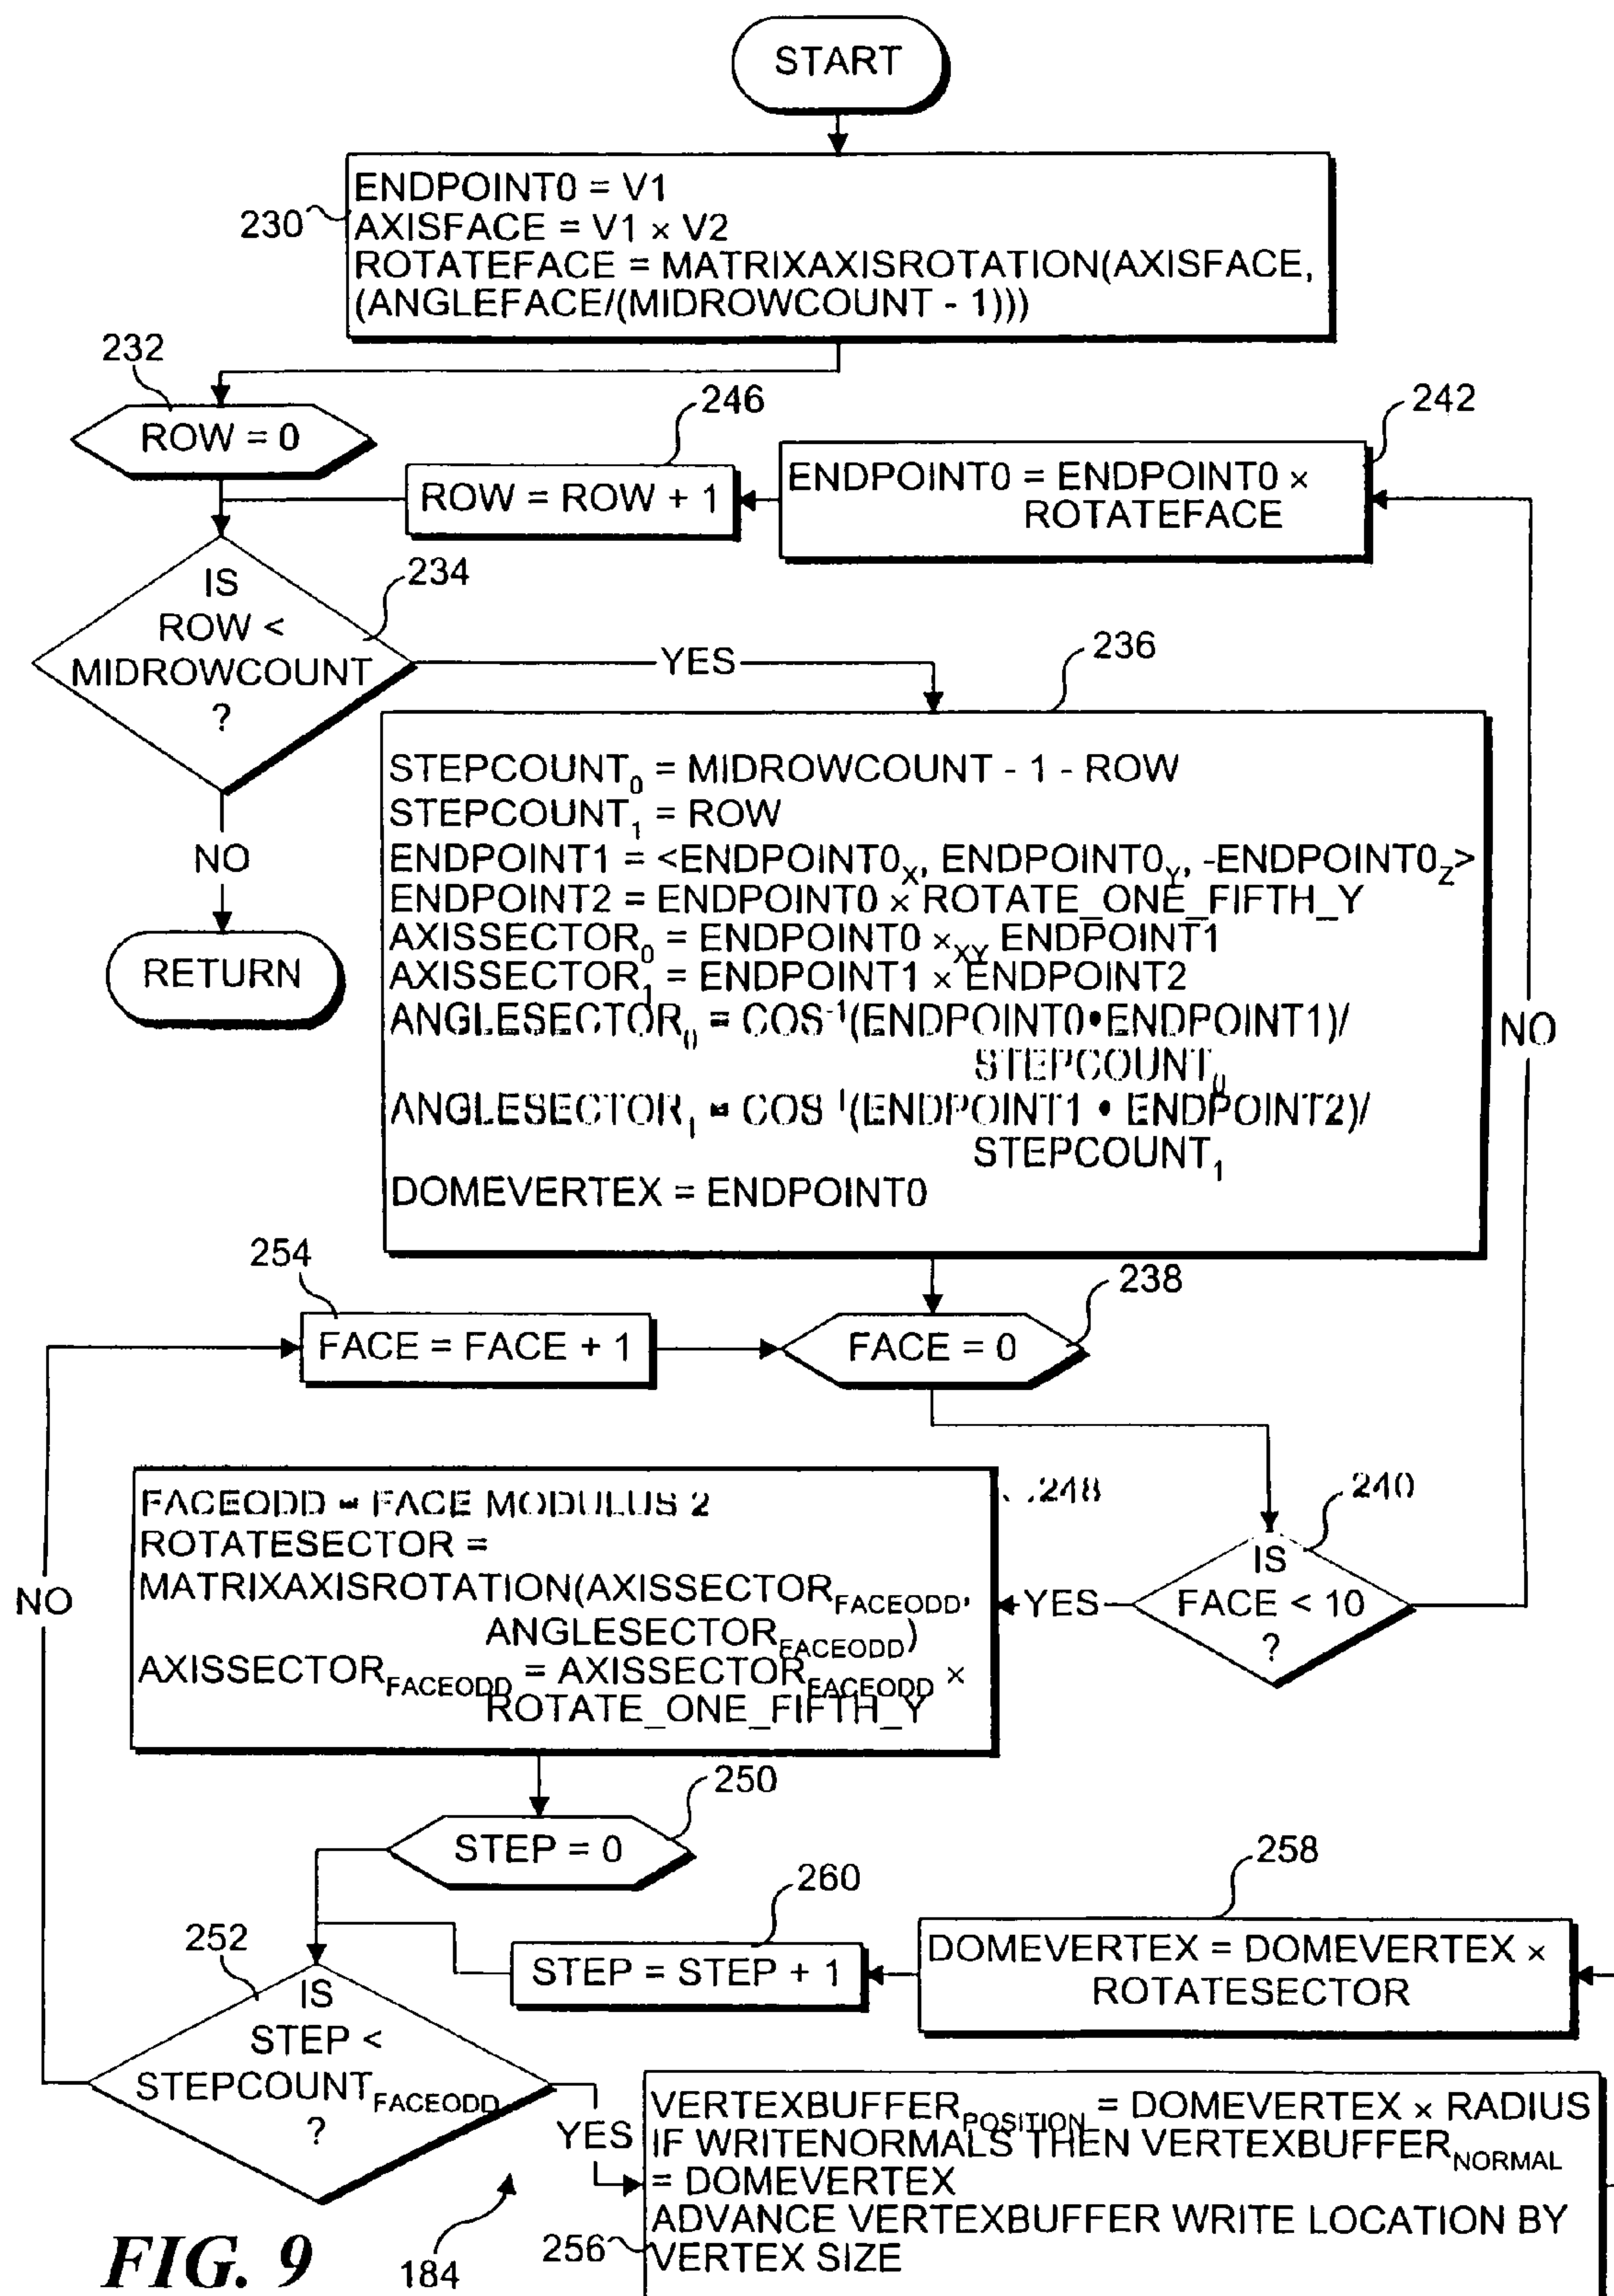 START
230
ENDPOINT0 = V1
AXISFACE = V1 × V2
ROTATEFACE = MATRIXAXISROTATION(AXISFACE,
(ANGLEFACE/(MIDROWCOUNT - 1)))
232
ROW = 0
246
ROW = ROW + 1
242
ENDPOINT0 = ENDPOINT0 ×
ROTATEFACE
234
IS
ROW <
MIDROWCOUNT
?
YES
NO
RETURN
236
STEPCOUNT₀ = MIDROWCOUNT - 1 - ROW
STEPCOUNT₁ = ROW
ENDPOINT1 = <ENDPOINT0X, ENDPOINT0Y, -ENDPOINT0Z>
ENDPOINT2 = ENDPOINT0 × ROTATE_ONE_FIFTH_Y
AXISSECTOR₀ = ENDPOINT0 ×XY ENDPOINT1
AXISSECTOR₁ = ENDPOINT1 × ENDPOINT2
ANGLESECTOR₀ = COS⁻¹(ENDPOINT0•ENDPOINT1)/
STEPCOUNT₀
ANGLESECTOR₁ = COS⁻¹(ENDPOINT1 • ENDPOINT2)/
STEPCOUNT₁
DOMEVERTEX = ENDPOINT0
NO
254
FACE = FACE + 1
238
FACE = 0
248
FACEODD = FACE MODULUS 2
ROTATESECTOR =
MATRIXAXISROTATION(AXISSECTORFACEODD,
ANGLESECTORFACEODD)
AXISSECTORFACEODD = AXISSECTORFACEODD ×
ROTATE_ONE_FIFTH_Y
240
IS
FACE < 10
?
YES
NO
250
STEP = 0
260
STEP = STEP + 1
258
DOMEVERTEX = DOMEVERTEX ×
ROTATESECTOR
252
IS
STEP <
STEPCOUNTFACEODD
?
YES
256
VERTEXBUFFERPOSITION = DOMEVERTEX × RADIUS
IF WRITENORMALS THEN VERTEXBUFFERNORMAL
= DOMEVERTEX
ADVANCE VERTEXBUFFER WRITE LOCATION BY
VERTEX SIZE
184
FIG. 9